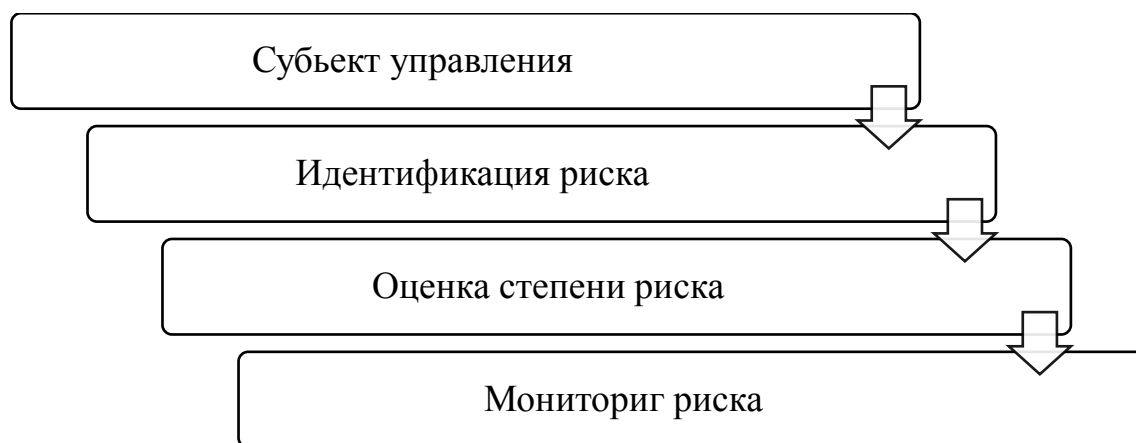 Субьект управления
Идентификация риска
Оценка степени риска
Мониториг риска